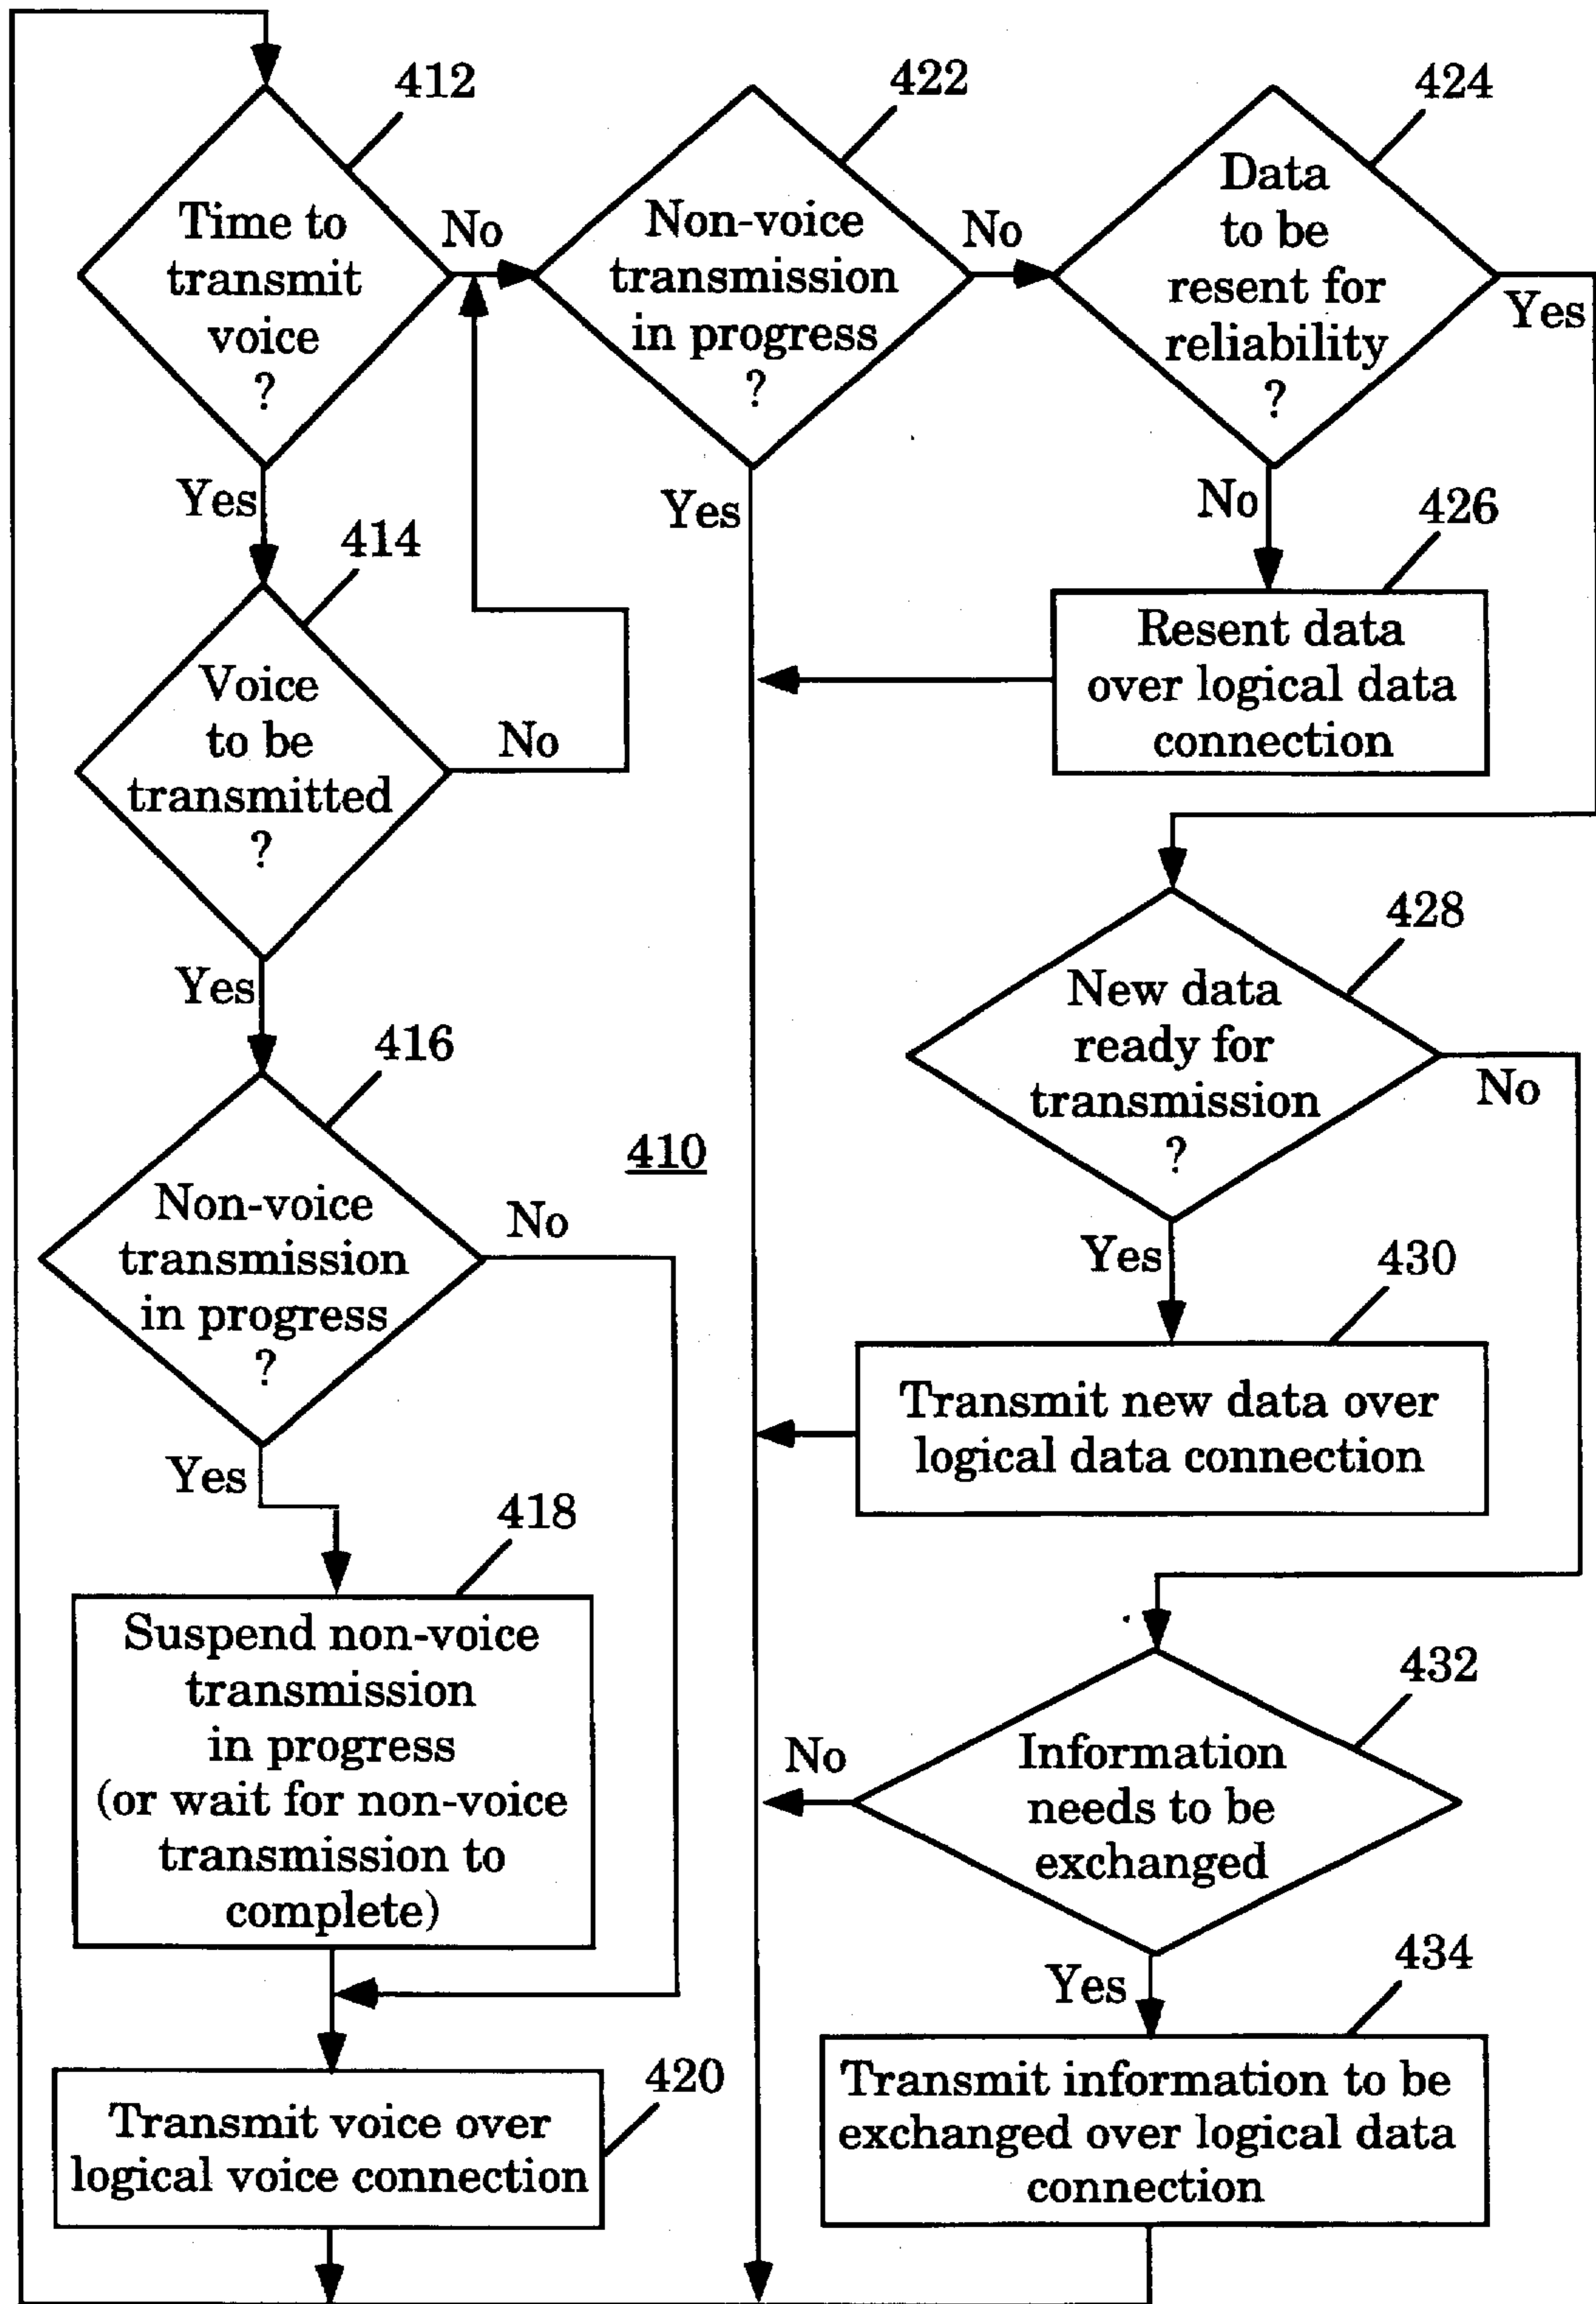 412
Time to
transmit
voice
?
No
Yes
422
Non-voice
transmission
in progress
?
No
Yes
424
Data
to be
resent for
reliability
?
Yes
No
414
Voice
to be
transmitted
?
No
Yes
426
Resent data
over logical data
connection
416
Non-voice
transmission
in progress
?
No
Yes
410
428
New data
ready for
transmission
?
No
Yes
430
Transmit new data over
logical data connection
418
Suspend non-voice
transmission
in progress
(or wait for non-voice
transmission to
complete)
432
Information
needs to be
exchanged
No
Yes
420
Transmit voice over
logical voice connection
434
Transmit information to be
exchanged over logical data
connection